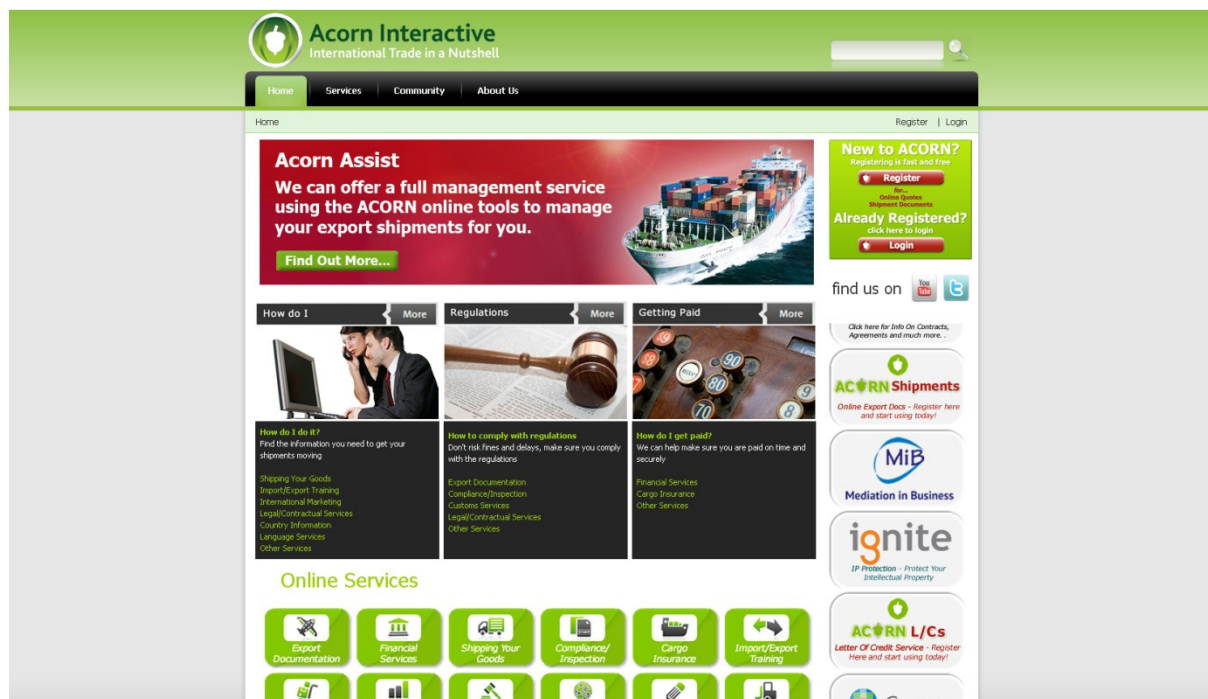 Acorn Interactive
International Trade in a Nutshell
Home
Services
Community
About Us
Home
Register | Login
Acorn Assist
We can offer a full management service
using the ACORN online tools to manage
your export shipments for you.
Find Out More...
New to ACORN?
Registering is fast and free
Register
for...
Online Quotes
Shipment Documents
Already Registered?
click here to login
Login
find us on
You
Tube
How do I
More
Regulations
More
Getting Paid
More
90
80
70
9
8
How do I do it?
Find the information you need to get your
shipments moving
Shipping Your Goods
Import/Export Training
International Marketing
Legal/Contractual Services
Country Information
Language Services
Other Services
How to comply with regulations
Don't risk fines and delays, make sure you comply
with the regulations
Export Documentation
Compliance/Inspection
Customs Services
Legal/Contractual Services
Other Services
How do I get paid?
We can help make sure you are paid on time and
securely
Financial Services
Cargo Insurance
Other Services
Click here for Info On Contracts,
Agreements and much more. .
ACORN Shipments
Online Export Docs - Register here
and start using today!
MiB
Mediation in Business
ignite
IP Protection - Protect Your
Intellectual Property
ACORN L/Cs
Letter Of Credit Service - Register
Here and start using today!
Online Services
Export
Documentation
Financial
Services
Shipping Your
Goods
Compliance/
Inspection
Cargo
Insurance
Import/Export
Training